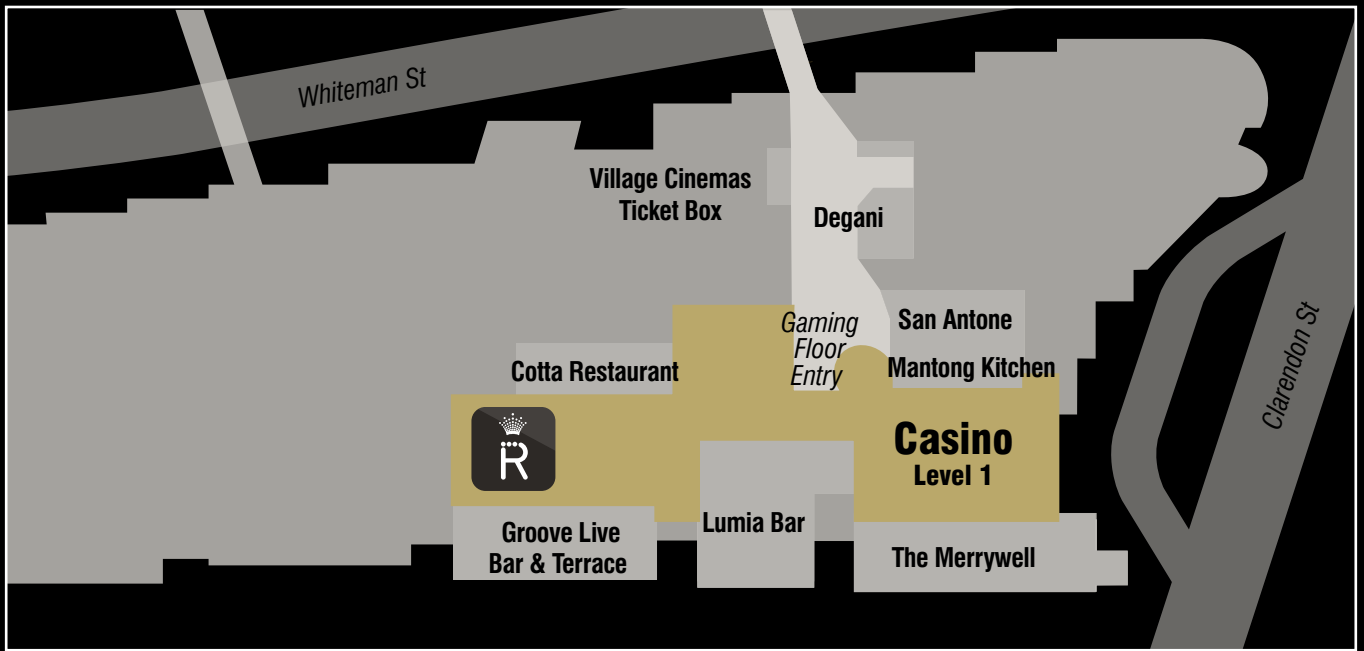 Whiteman St
Village Cinemas
Ticket Box
Degani
Gaming
Floor
Entry
San Antone
Mantong Kitchen
Cotta Restaurant
Clarendon St
Casino
Level 1
R
Groove Live
Bar & Terrace
Lumia Bar
The Merrywell